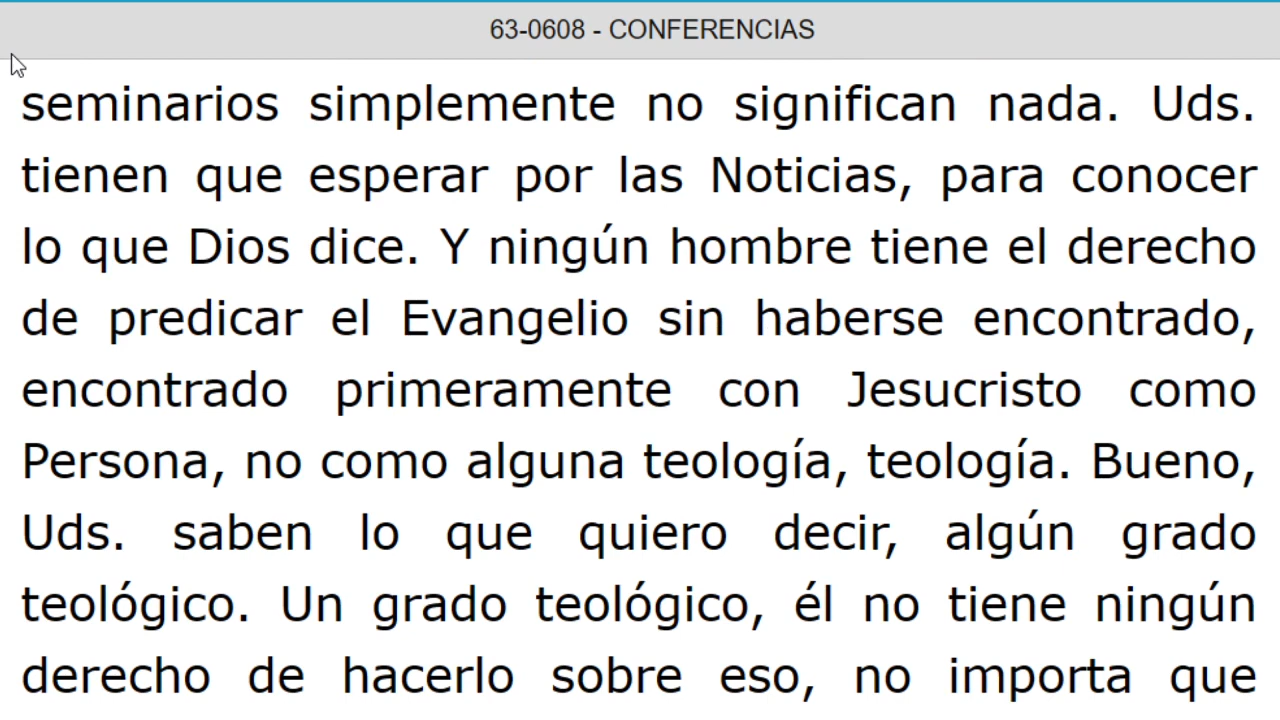 63-0608 - CONFERENCIAS
seminarios simplemente no significan nada. Uds.
tienen que esperar por las Noticias, para conocer
lo que Dios dice. Y ningún hombre tiene el derecho
de predicar el Evangelio sin haberse encontrado,
encontrado primeramente con Jesucristo como
Persona, no como alguna teología, teología. Bueno,
Uds. saben lo que quiero decir, algún grado
teológico. Un grado teológico, él no tiene ningún
derecho de hacerlo sobre eso, no importa que